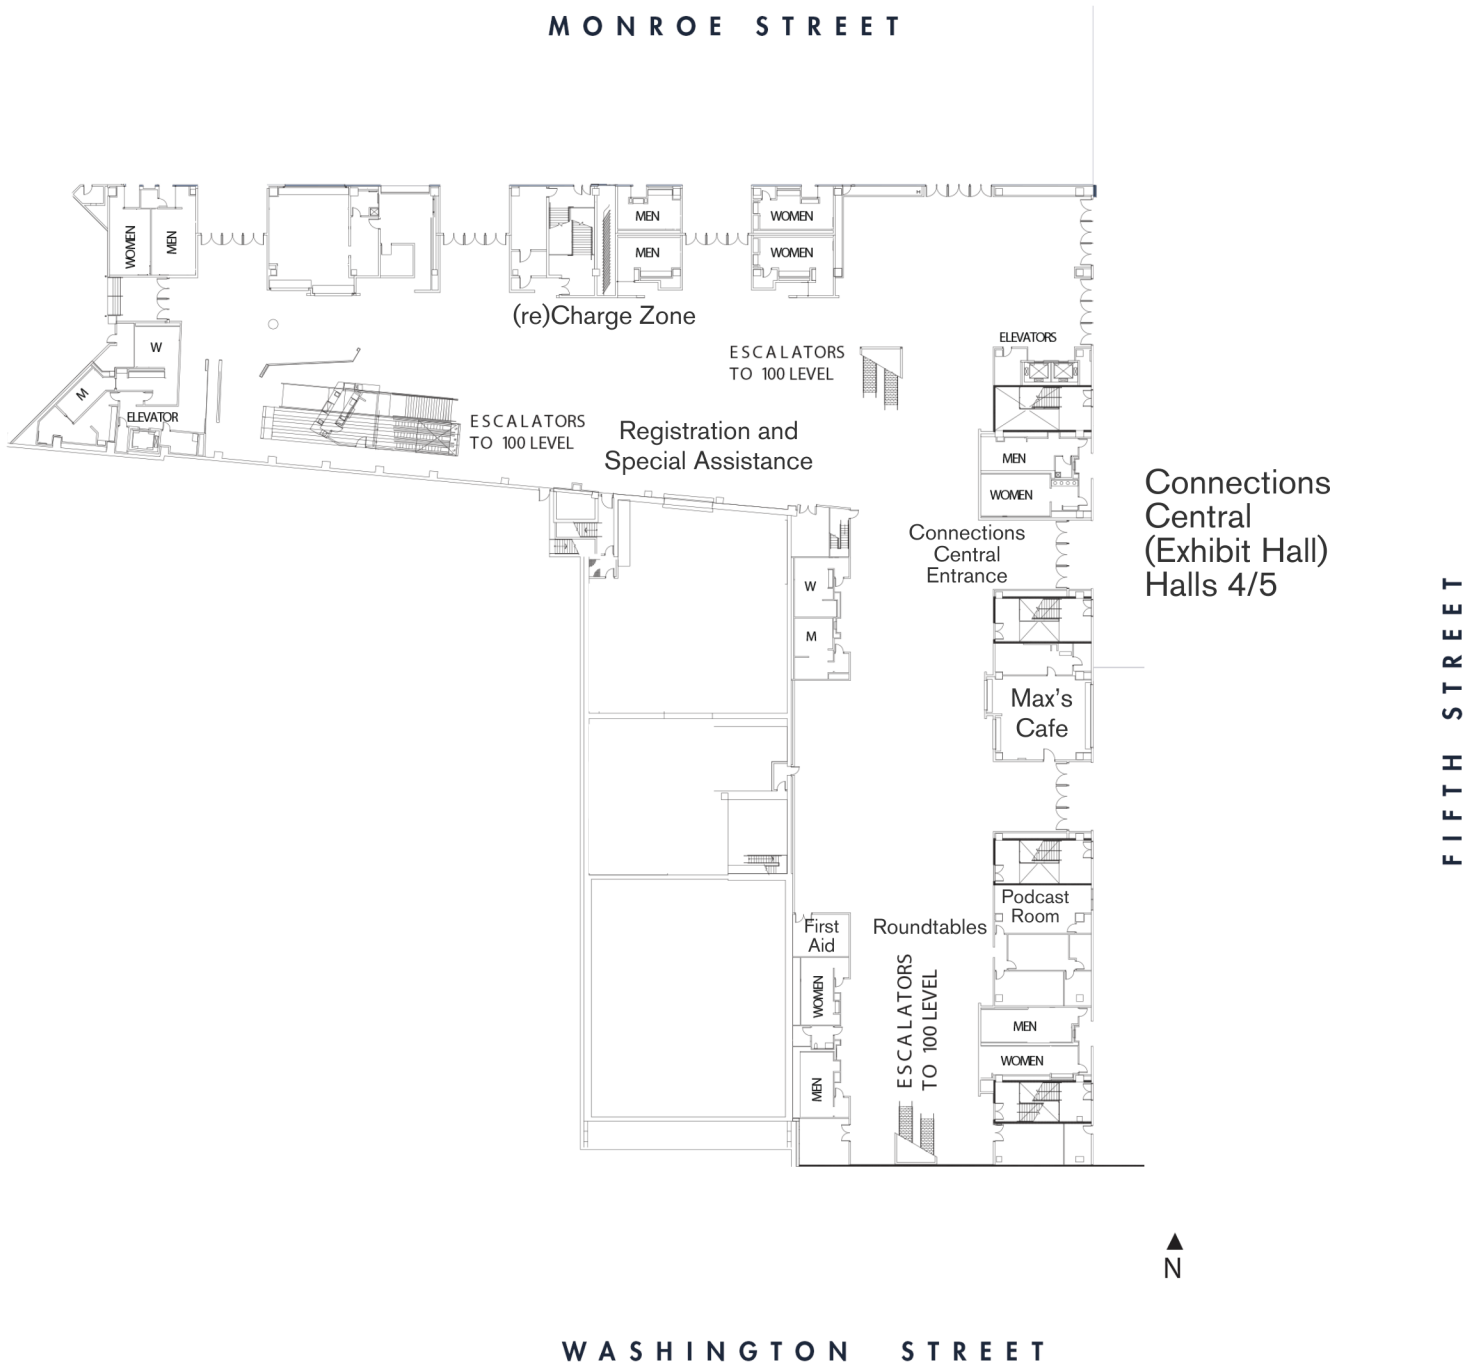 MONROE STREET
WOMEN
MEN
MEN
MEN
WOMEN
WOMEN
(re)Charge Zone
W
M
ELEVATOR
ESCALATORS
TO 100 LEVEL
ESCALATORS
TO 100 LEVEL
ELEVATORS
Registration and
Special Assistance
MEN
WOMEN
Connections
Central
Entrance
Connections
Central
(Exhibit Hall)
Halls 4/5
W
M
Max's
Cafe
FIFTH STREET
Podcast
Room
First
Aid
Roundtables
WOMEN
ESCALATORS
TO 100 LEVEL
MEN
MEN
WOMEN
N
WASHINGTON STREET